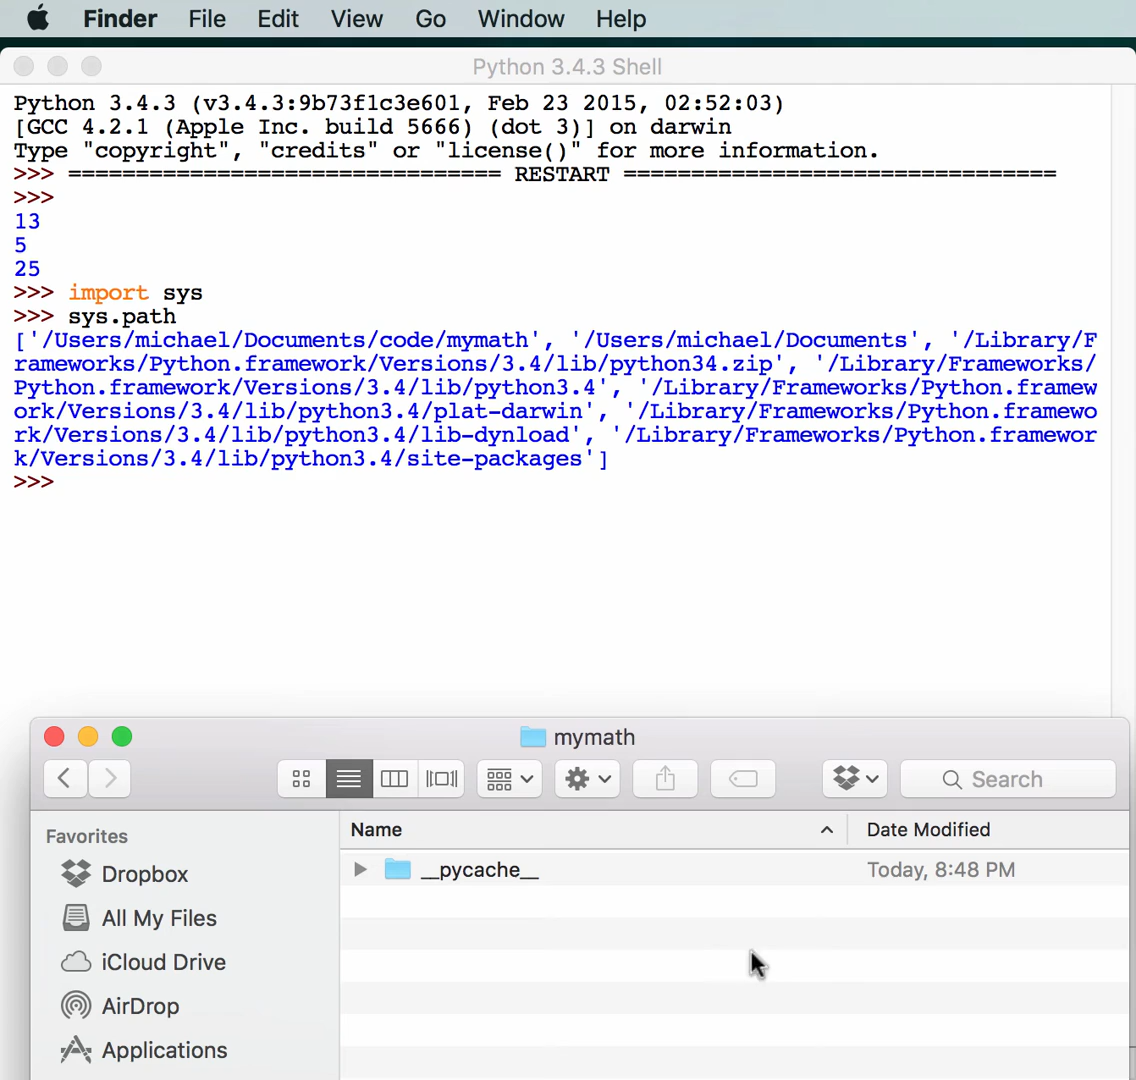 Finder File Edit View Go Window Help
Python 3.4.3 Shell
Python 3.4.3 (v3.4.3:9b73f1c3e601, Feb 23 2015, 02:52:03)
[GCC 4.2.1 (Apple Inc. build 5666) (dot 3)] on darwin
Type "copyright", "credits" or "license()" for more information.
>>> ================================ RESTART ================================
>>>
13
5
25
>>> import sys
>>> sys.path
['/Users/michael/Documents/code/mymath', '/Users/michael/Documents', '/Library/F
rameworks/Python.framework/Versions/3.4/lib/python34.zip', '/Library/Frameworks/
Python.framework/Versions/3.4/lib/python3.4', '/Library/Frameworks/Python.framew
ork/Versions/3.4/lib/python3.4/plat-darwin', '/Library/Frameworks/Python.framewo
rk/Versions/3.4/lib/python3.4/lib-dynload', '/Library/Frameworks/Python.framewor
k/Versions/3.4/lib/python3.4/site-packages']
>>>
mymath
Search
Favorites
Dropbox
All My Files
iCloud Drive
AirDrop
Applications
Name Date Modified
__pycache__ Today, 8:48 PM